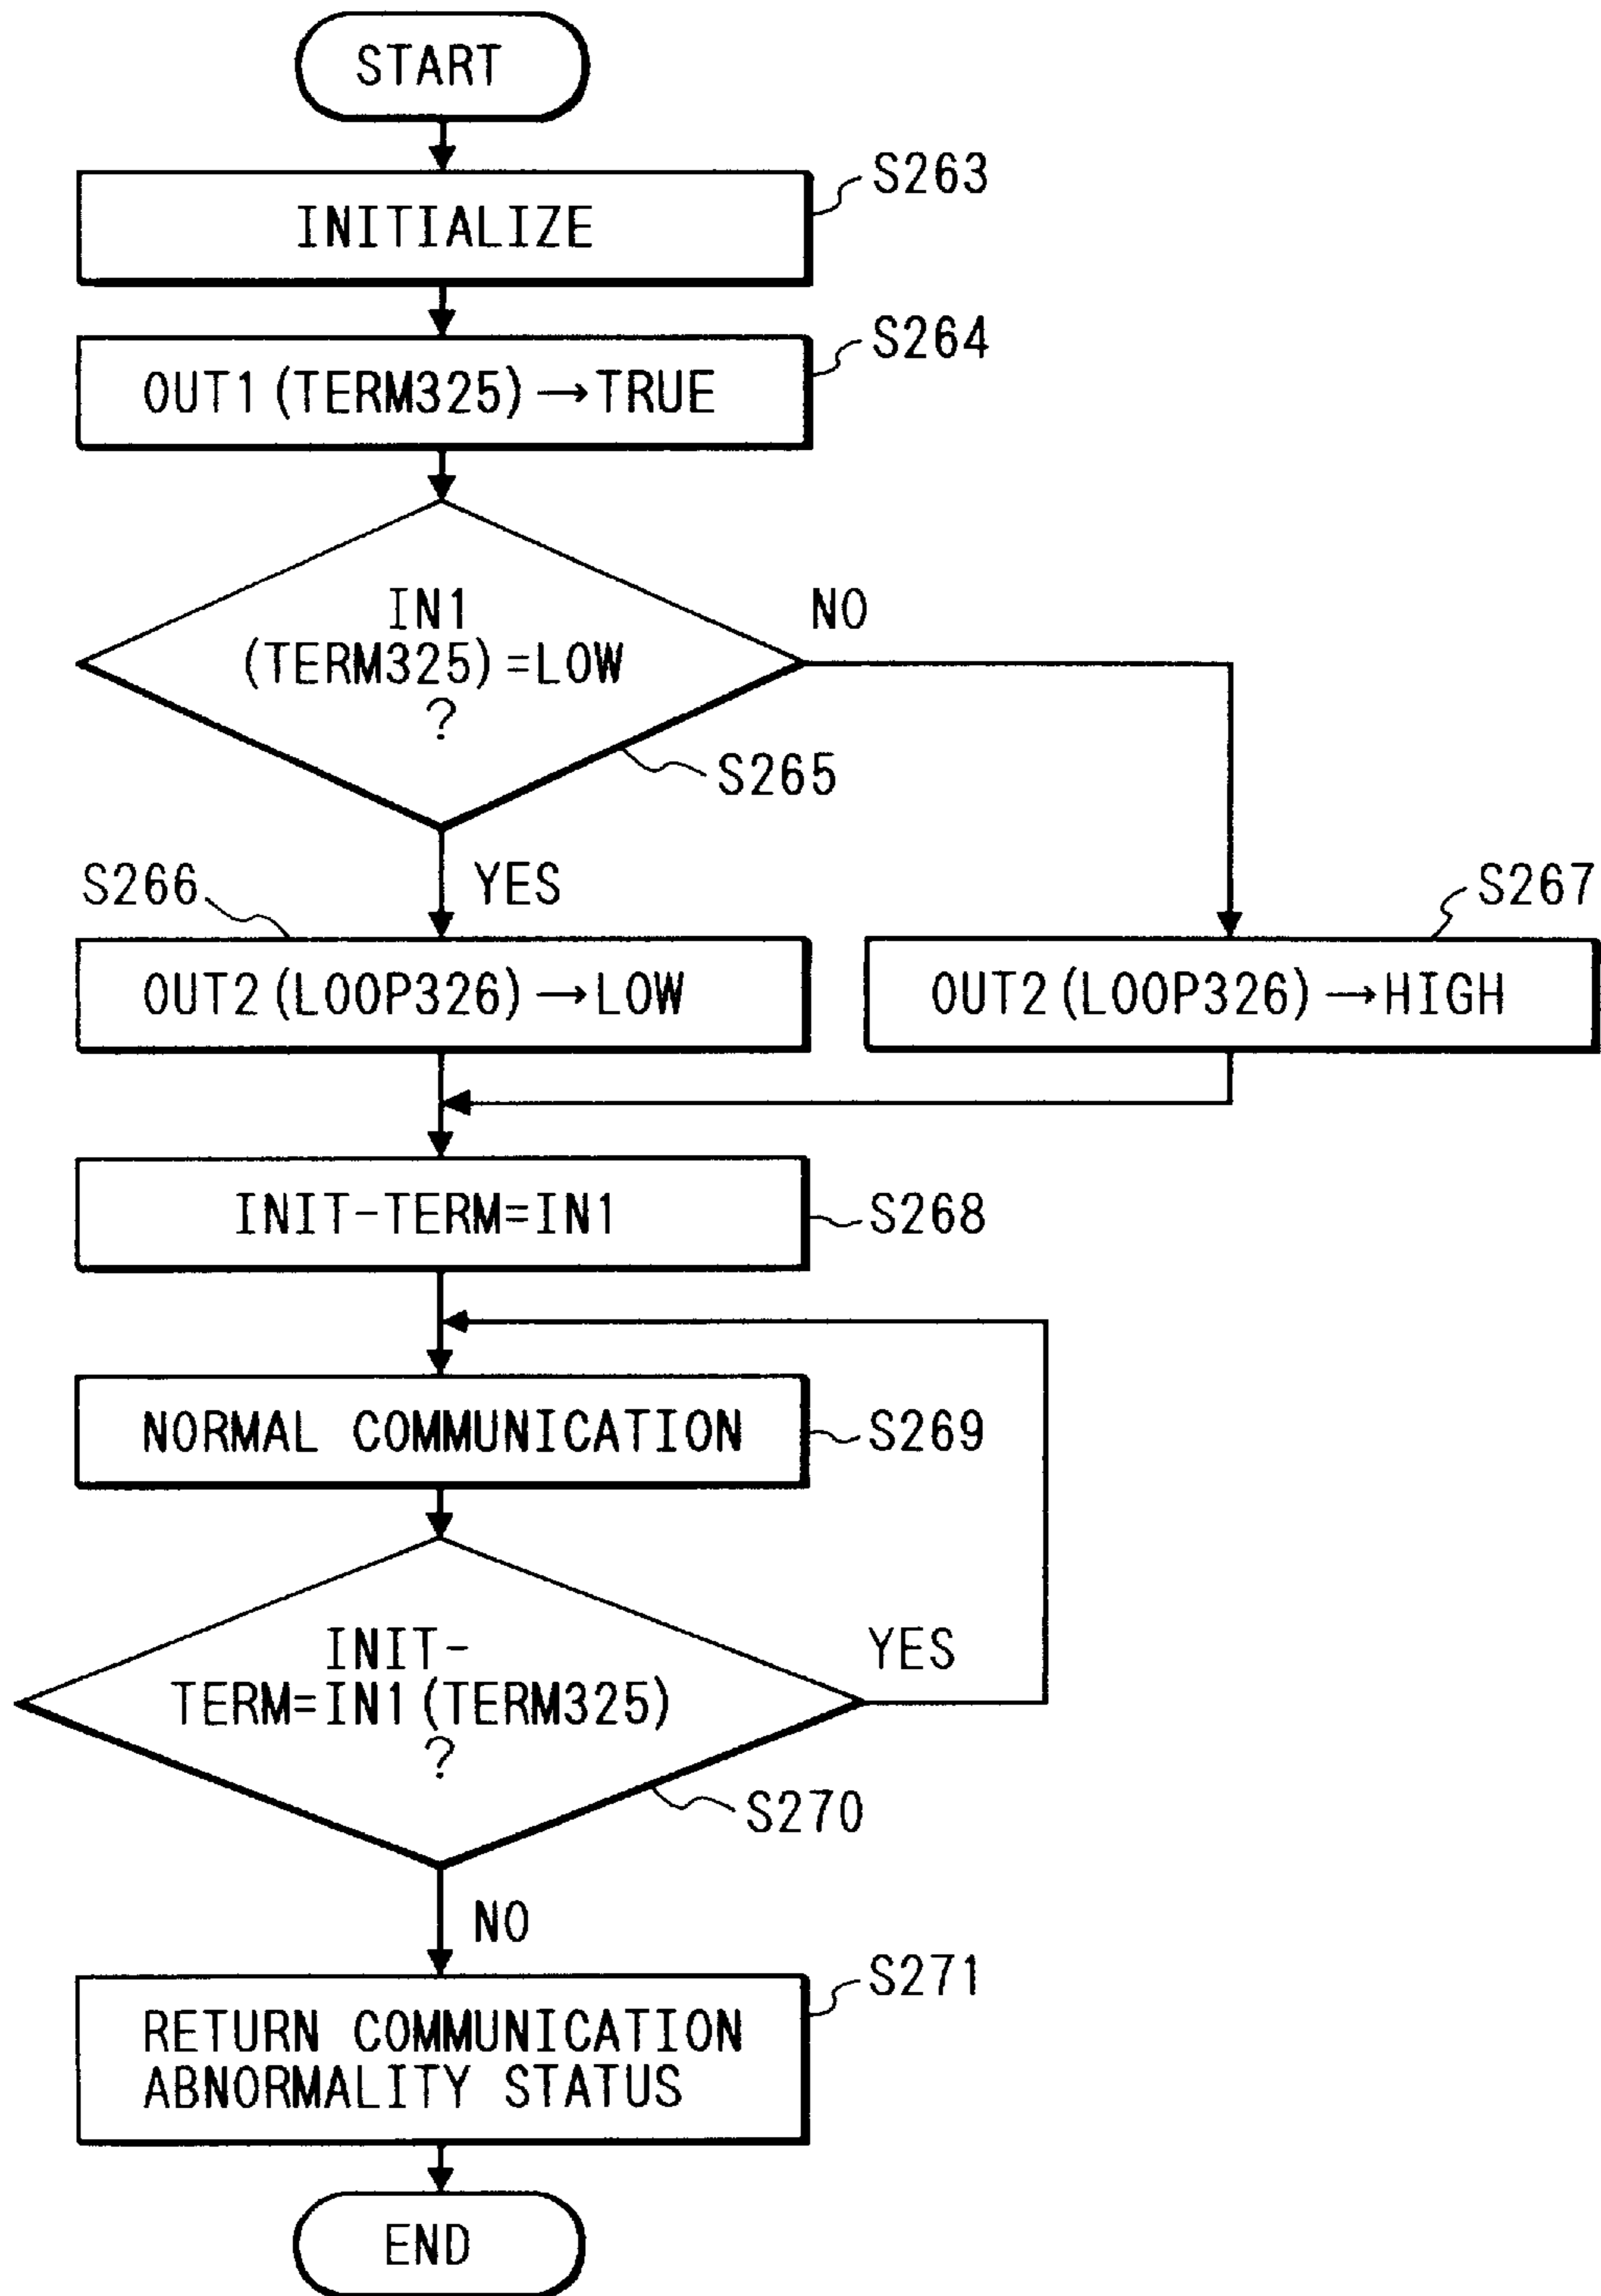 START
S263
INITIALIZE
S264
OUT1(TERM325)→TRUE
IN1
(TERM325)=LOW
?
NO
S265
YES
S266
S267
OUT2(LOOP326)→LOW
OUT2(LOOP326)→HIGH
INIT-TERM=IN1
S268
NORMAL COMMUNICATION
S269
INIT-
TERM=IN1(TERM325)
?
YES
S270
NO
S271
RETURN COMMUNICATION
ABNORMALITY STATUS
END